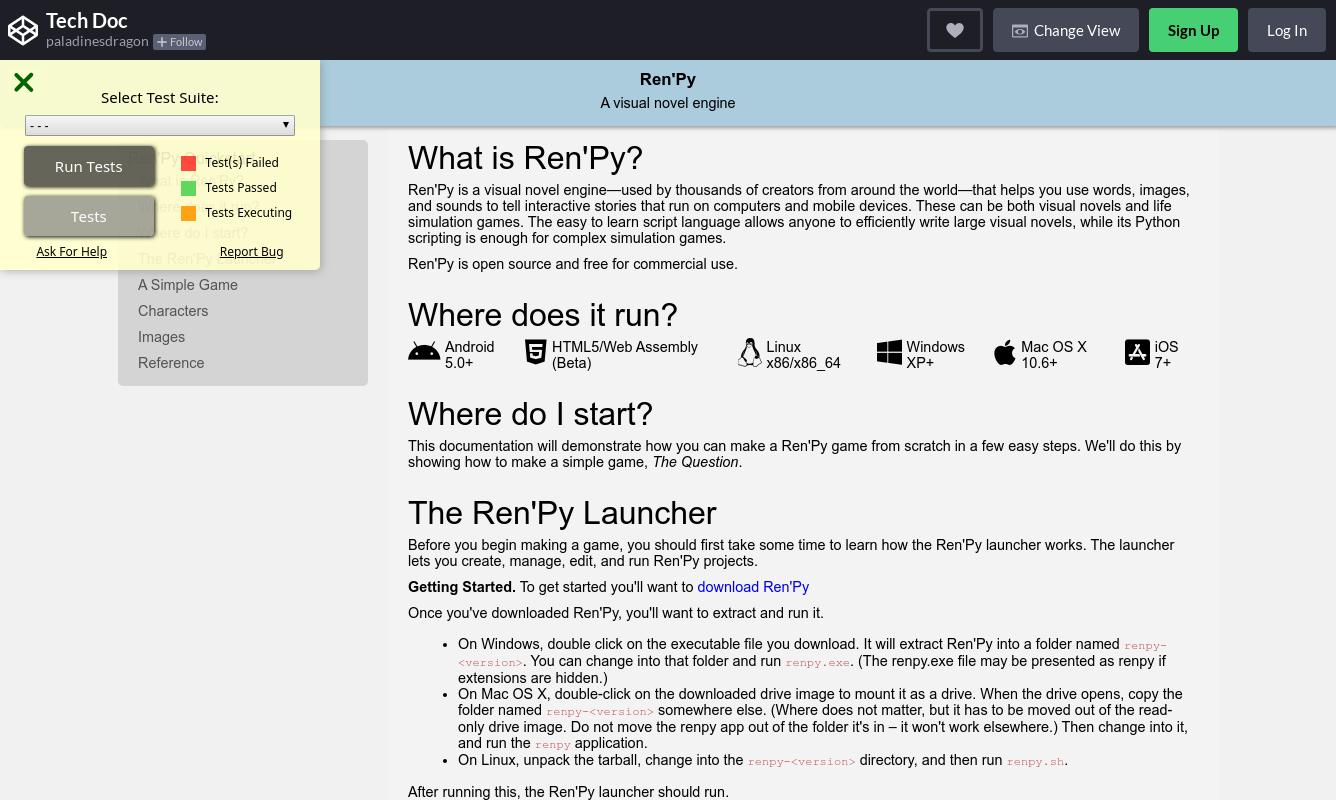 Tech Doc
paladinesdragon + Follow
Change View
Sign Up
Log In
Ren'Py
A visual novel engine
Select Test Suite:
- - -
Run Tests
Tests
Test(s) Failed
Tests Passed
Tests Executing
Ask For Help
Report Bug
Where do I start?
The Ren'Py Launcher
A Simple Game
Characters
Images
Reference
What is Ren'Py?
Ren'Py is a visual novel engine—used by thousands of creators from around the world—that helps you use words, images,
and sounds to tell interactive stories that run on computers and mobile devices. These can be both visual novels and life
simulation games. The easy to learn script language allows anyone to efficiently write large visual novels, while its Python
scripting is enough for complex simulation games.
Ren'Py is open source and free for commercial use.
Where does it run?
Android
5.0+
HTML5/Web Assembly
(Beta)
Linux
x86/x86_64
Windows
XP+
Mac OS X
10.6+
iOS
7+
Where do I start?
This documentation will demonstrate how you can make a Ren'Py game from scratch in a few easy steps. We'll do this by
showing how to make a simple game, The Question.
The Ren'Py Launcher
Before you begin making a game, you should first take some time to learn how the Ren'Py launcher works. The launcher
lets you create, manage, edit, and run Ren'Py projects.
Getting Started. To get started you'll want to download Ren'Py
Once you've downloaded Ren'Py, you'll want to extract and run it.
• On Windows, double click on the executable file you download. It will extract Ren'Py into a folder named renpy-
<version>. You can change into that folder and run renpy.exe. (The renpy.exe file may be presented as renpy if
extensions are hidden.)
• On Mac OS X, double-click on the downloaded drive image to mount it as a drive. When the drive opens, copy the
folder named renpy-<version> somewhere else. (Where does not matter, but it has to be moved out of the read-
only drive image. Do not move the renpy app out of the folder it's in – it won't work elsewhere.) Then change into it,
and run the renpy application.
• On Linux, unpack the tarball, change into the renpy-<version> directory, and then run renpy.sh.
After running this, the Ren'Py launcher should run.